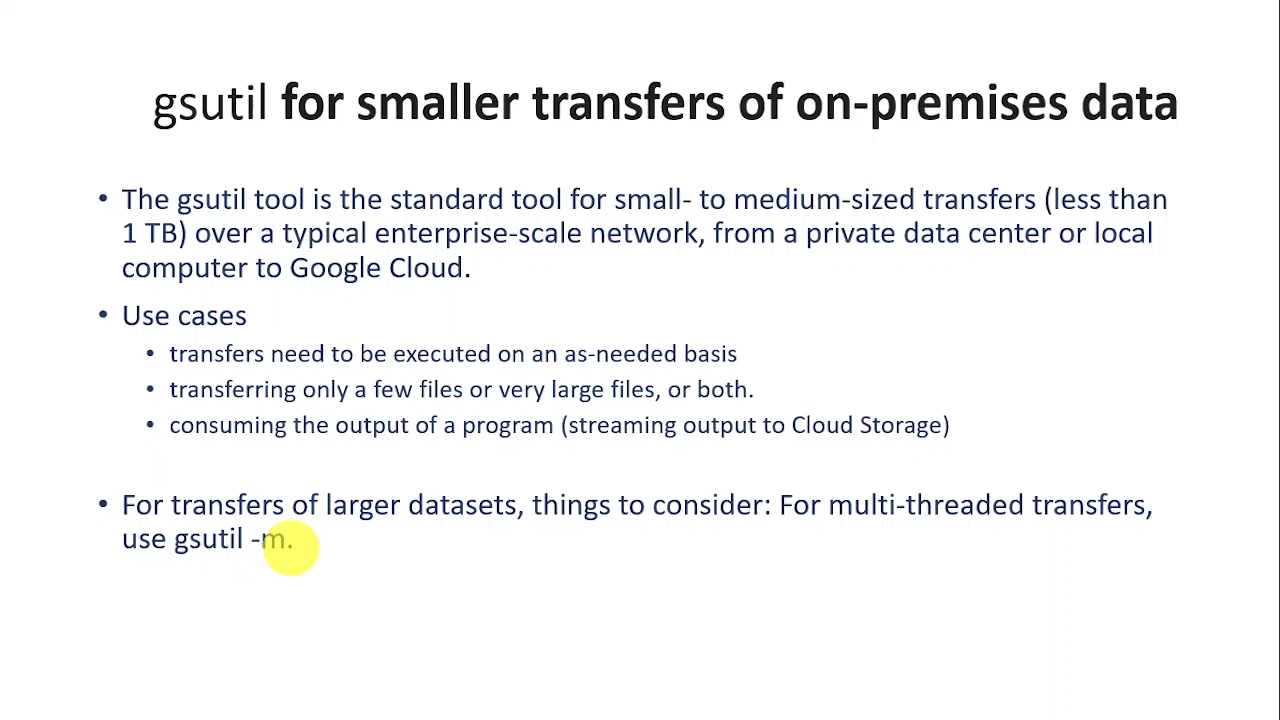 gsutil for smaller transfers of on-premises data
• The gsutil tool is the standard tool for small- to medium-sized transfers (less than
1 TB) over a typical enterprise-scale network, from a private data center or local
computer to Google Cloud.
• Use cases
• transfers need to be executed on an as-needed basis
• transferring only a few files or very large files, or both.
• consuming the output of a program (streaming output to Cloud Storage)
• For transfers of larger datasets, things to consider: For multi-threaded transfers,
use gsutil -m.